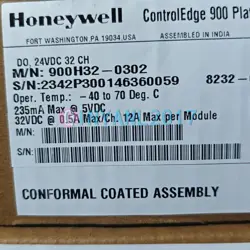 Honeywell
ControlEdge 900 Plat
FORT WASHINGTON PA 19034 USA
ASSEMBLED IN INDIA
DO, 24VDC 32 CH
M/N: 900H32-0302
S/N:2342P300146360059
8232-
Oper. Temp.: -40 to 70 Deg. C
235mA Max @ 5VDC
32VDC @ 0.5A Max/Ch. 12A Max per Module
M/N:
S/N:
CONFORMAL COATED ASSEMBLY